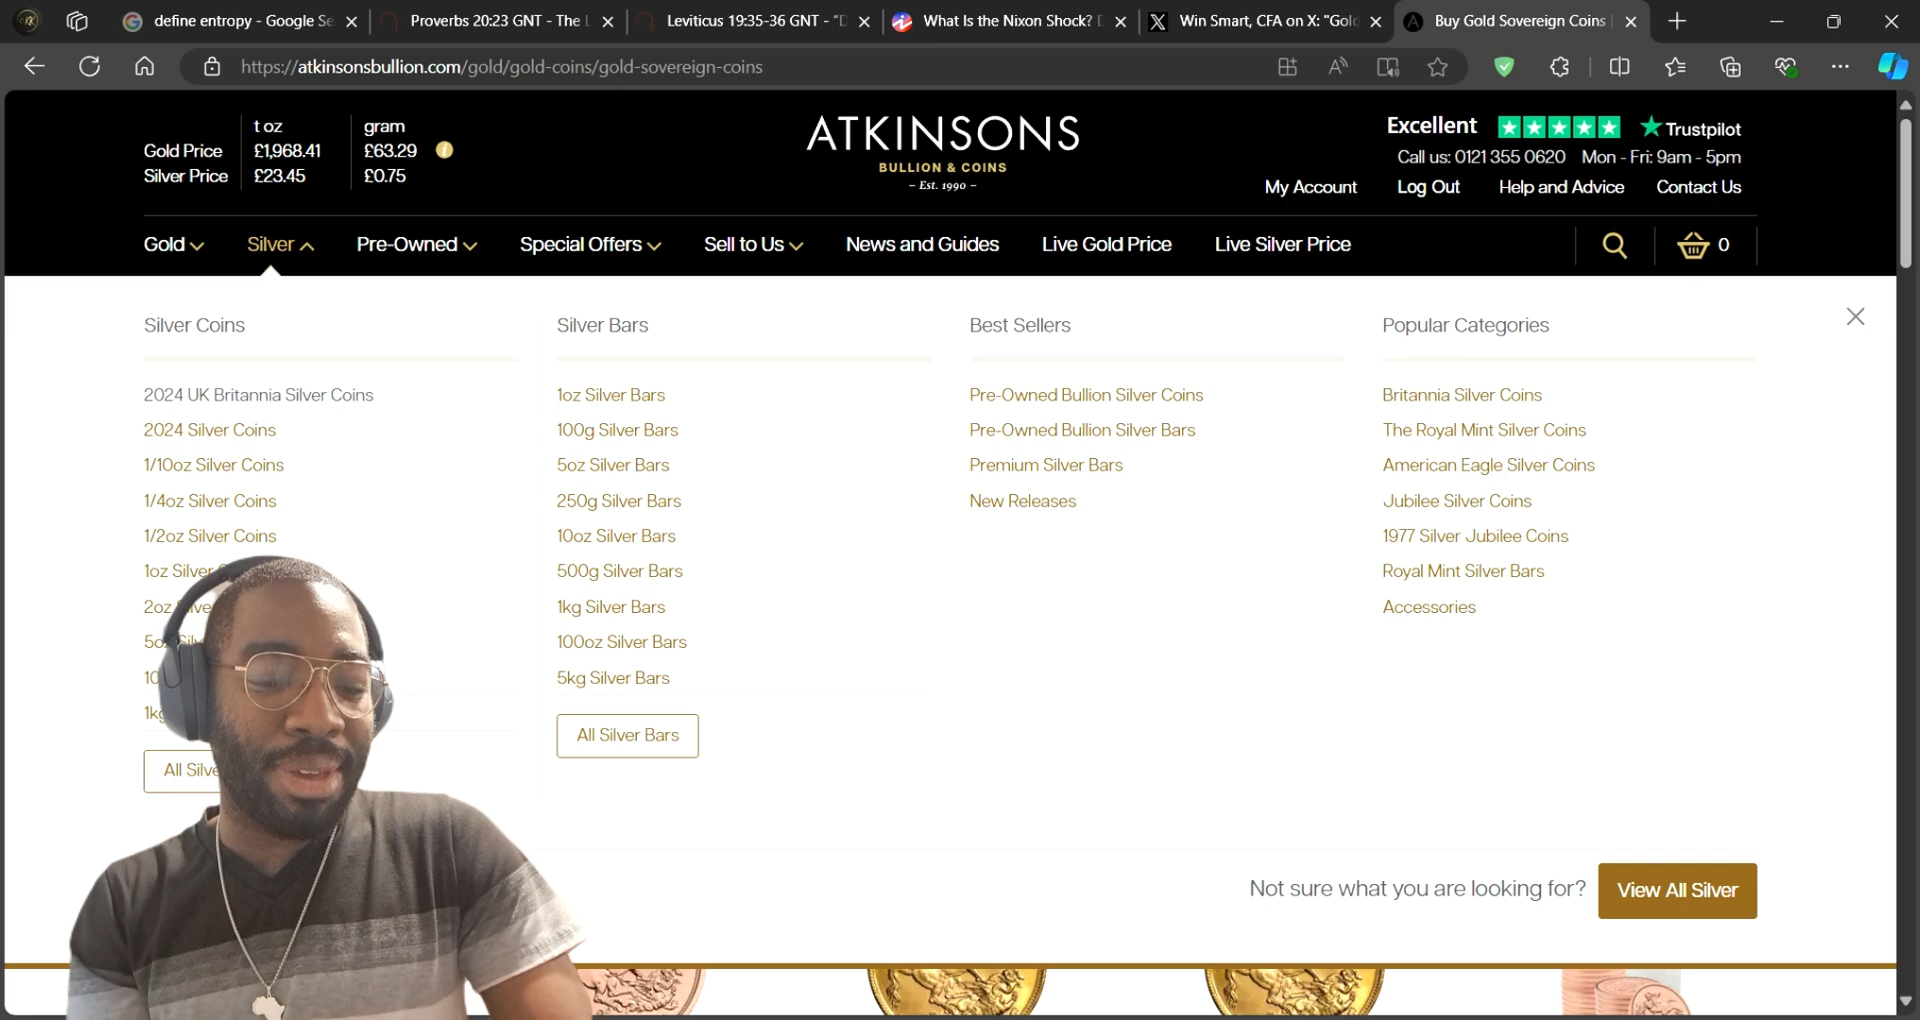 define entropy - Google Se
Proverbs 20:23 GNT - The L
Leviticus 19:35-36 GNT - "D
What Is the Nixon Shock? D
Win Smart, CFA on X: "Gold
Buy Gold Sovereign Coins |
https://atkinsonsbullion.com/gold/gold-coins/gold-sovereign-coins
t oz gram
Gold Price £1,968.41 £63.29
Silver Price £23.45 £0.75
ATKINSONS
BULLION & COINS
- Est. 1990 -
Excellent Trustpilot
Call us: 0121 355 0620 Mon - Fri: 9am - 5pm
My Account Log Out Help and Advice Contact Us
Gold Silver Pre-Owned Special Offers Sell to Us News and Guides Live Gold Price Live Silver Price 0
Silver Coins
2024 UK Britannia Silver Coins
2024 Silver Coins
1/10oz Silver Coins
1/4oz Silver Coins
1/2oz Silver Coins
1oz Silver
2oz
5oz
10
1kg
All Silve
Silver Bars
1oz Silver Bars
100g Silver Bars
5oz Silver Bars
250g Silver Bars
10oz Silver Bars
500g Silver Bars
1kg Silver Bars
100oz Silver Bars
5kg Silver Bars
All Silver Bars
Best Sellers
Pre-Owned Bullion Silver Coins
Pre-Owned Bullion Silver Bars
Premium Silver Bars
New Releases
Popular Categories
Britannia Silver Coins
The Royal Mint Silver Coins
American Eagle Silver Coins
Jubilee Silver Coins
1977 Silver Jubilee Coins
Royal Mint Silver Bars
Accessories
Not sure what you are looking for? View All Silver